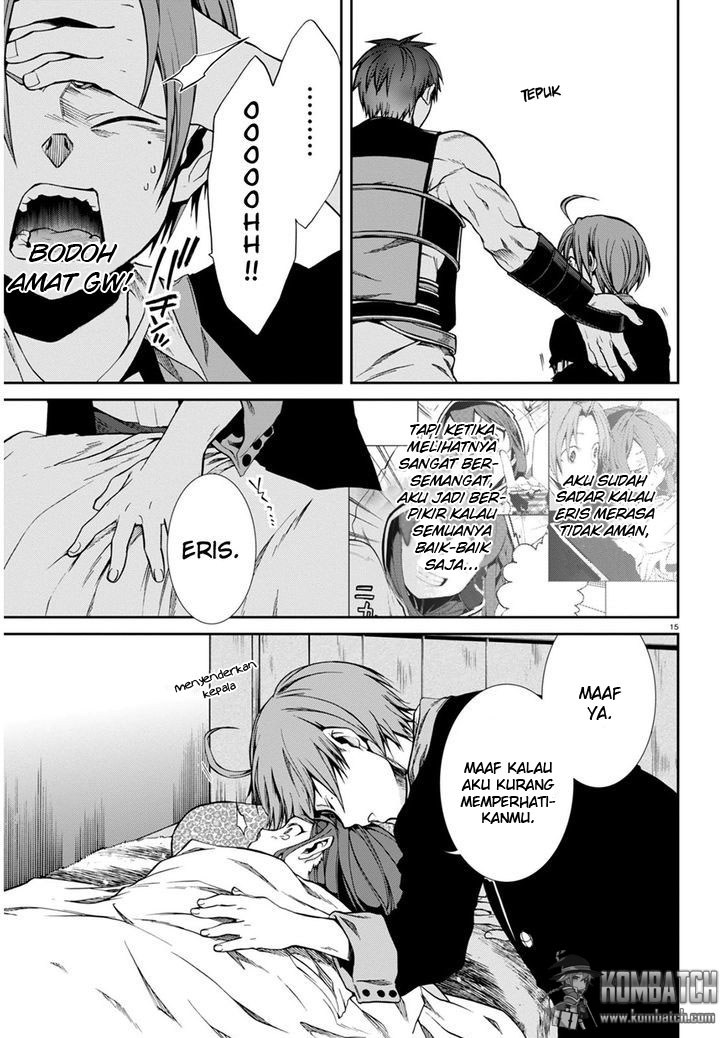 TEPUK
.........
OOOOOHH!!
BODOH
AMAT GW!
AKU SUDAH
SADAR KALAU
ERIS MERASA
TIDAK AMAN,
TAPI KETIKA
MELIHATNYA
SANGAT BER-
SEMANGAT,
AKU JADI BER-
PIKIR KALAU
SEMUANYA
BAIK-BAIK
SAJA...
ERIS.
15
MAAF
YA.
MAAF KALAU
AKU KURANG
MEMPERHATI-
KANMU.
menyenderkan
kepala
KOMBATCH
www.kombatch.com